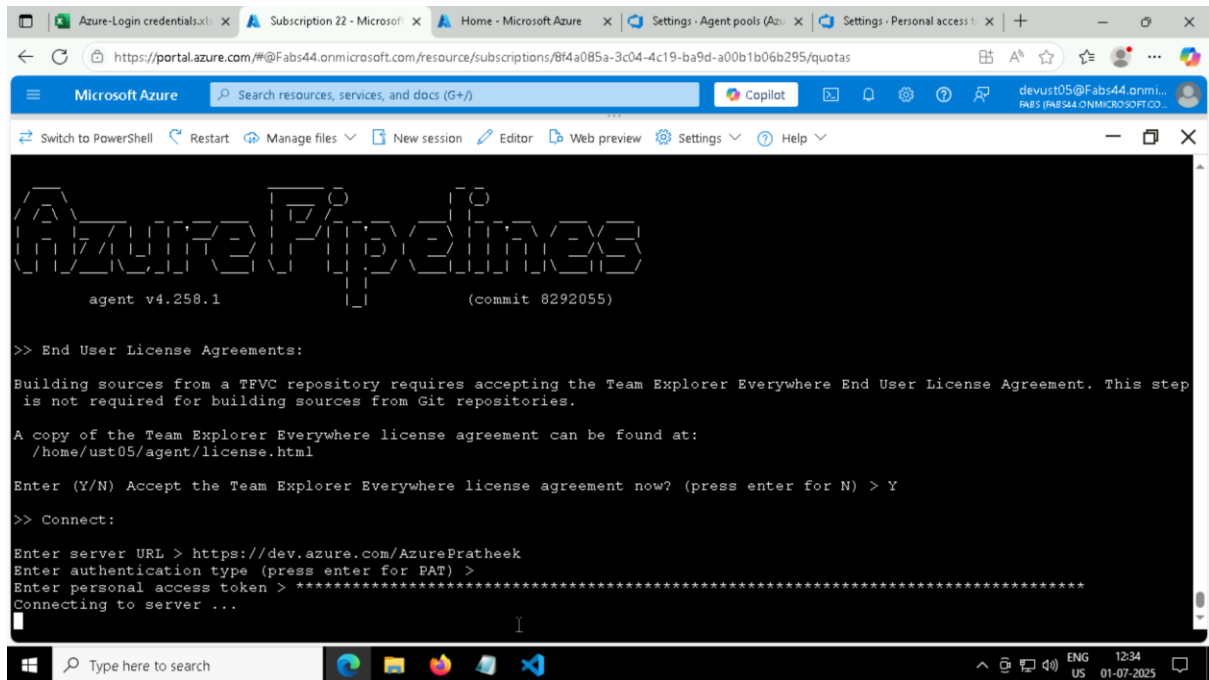 Azure-Login credentials.xls
Subscription 22 - Microsoft
Home - Microsoft Azure
Settings · Agent pools (Azu
Settings · Personal access t
https://portal.azure.com/#@Fabs44.onmicrosoft.com/resource/subscriptions/8f4a085a-3c04-4c19-ba9d-a00b1b06b295/quotas
Microsoft Azure
Search resources, services, and docs (G+/)
Copilot
devust05@Fabs44.onmi...
FABS (FABS44.ONMICROSOFT.CO...
Switch to PowerShell Restart Manage files New session Editor Web preview Settings Help
Azure Pipelines
agent v4.258.1 (commit 8292055)
>> End User License Agreements:
Building sources from a TFVC repository requires accepting the Team Explorer Everywhere End User License Agreement. This step
is not required for building sources from Git repositories.
A copy of the Team Explorer Everywhere license agreement can be found at:
/home/ust05/agent/license.html
Enter (Y/N) Accept the Team Explorer Everywhere license agreement now? (press enter for N) > Y
>> Connect:
Enter server URL > https://dev.azure.com/AzurePratheek
Enter authentication type (press enter for PAT) >
Enter personal access token > ************************************************************************************
Connecting to server ...
Type here to search
ENG
US
12:34
01-07-2025